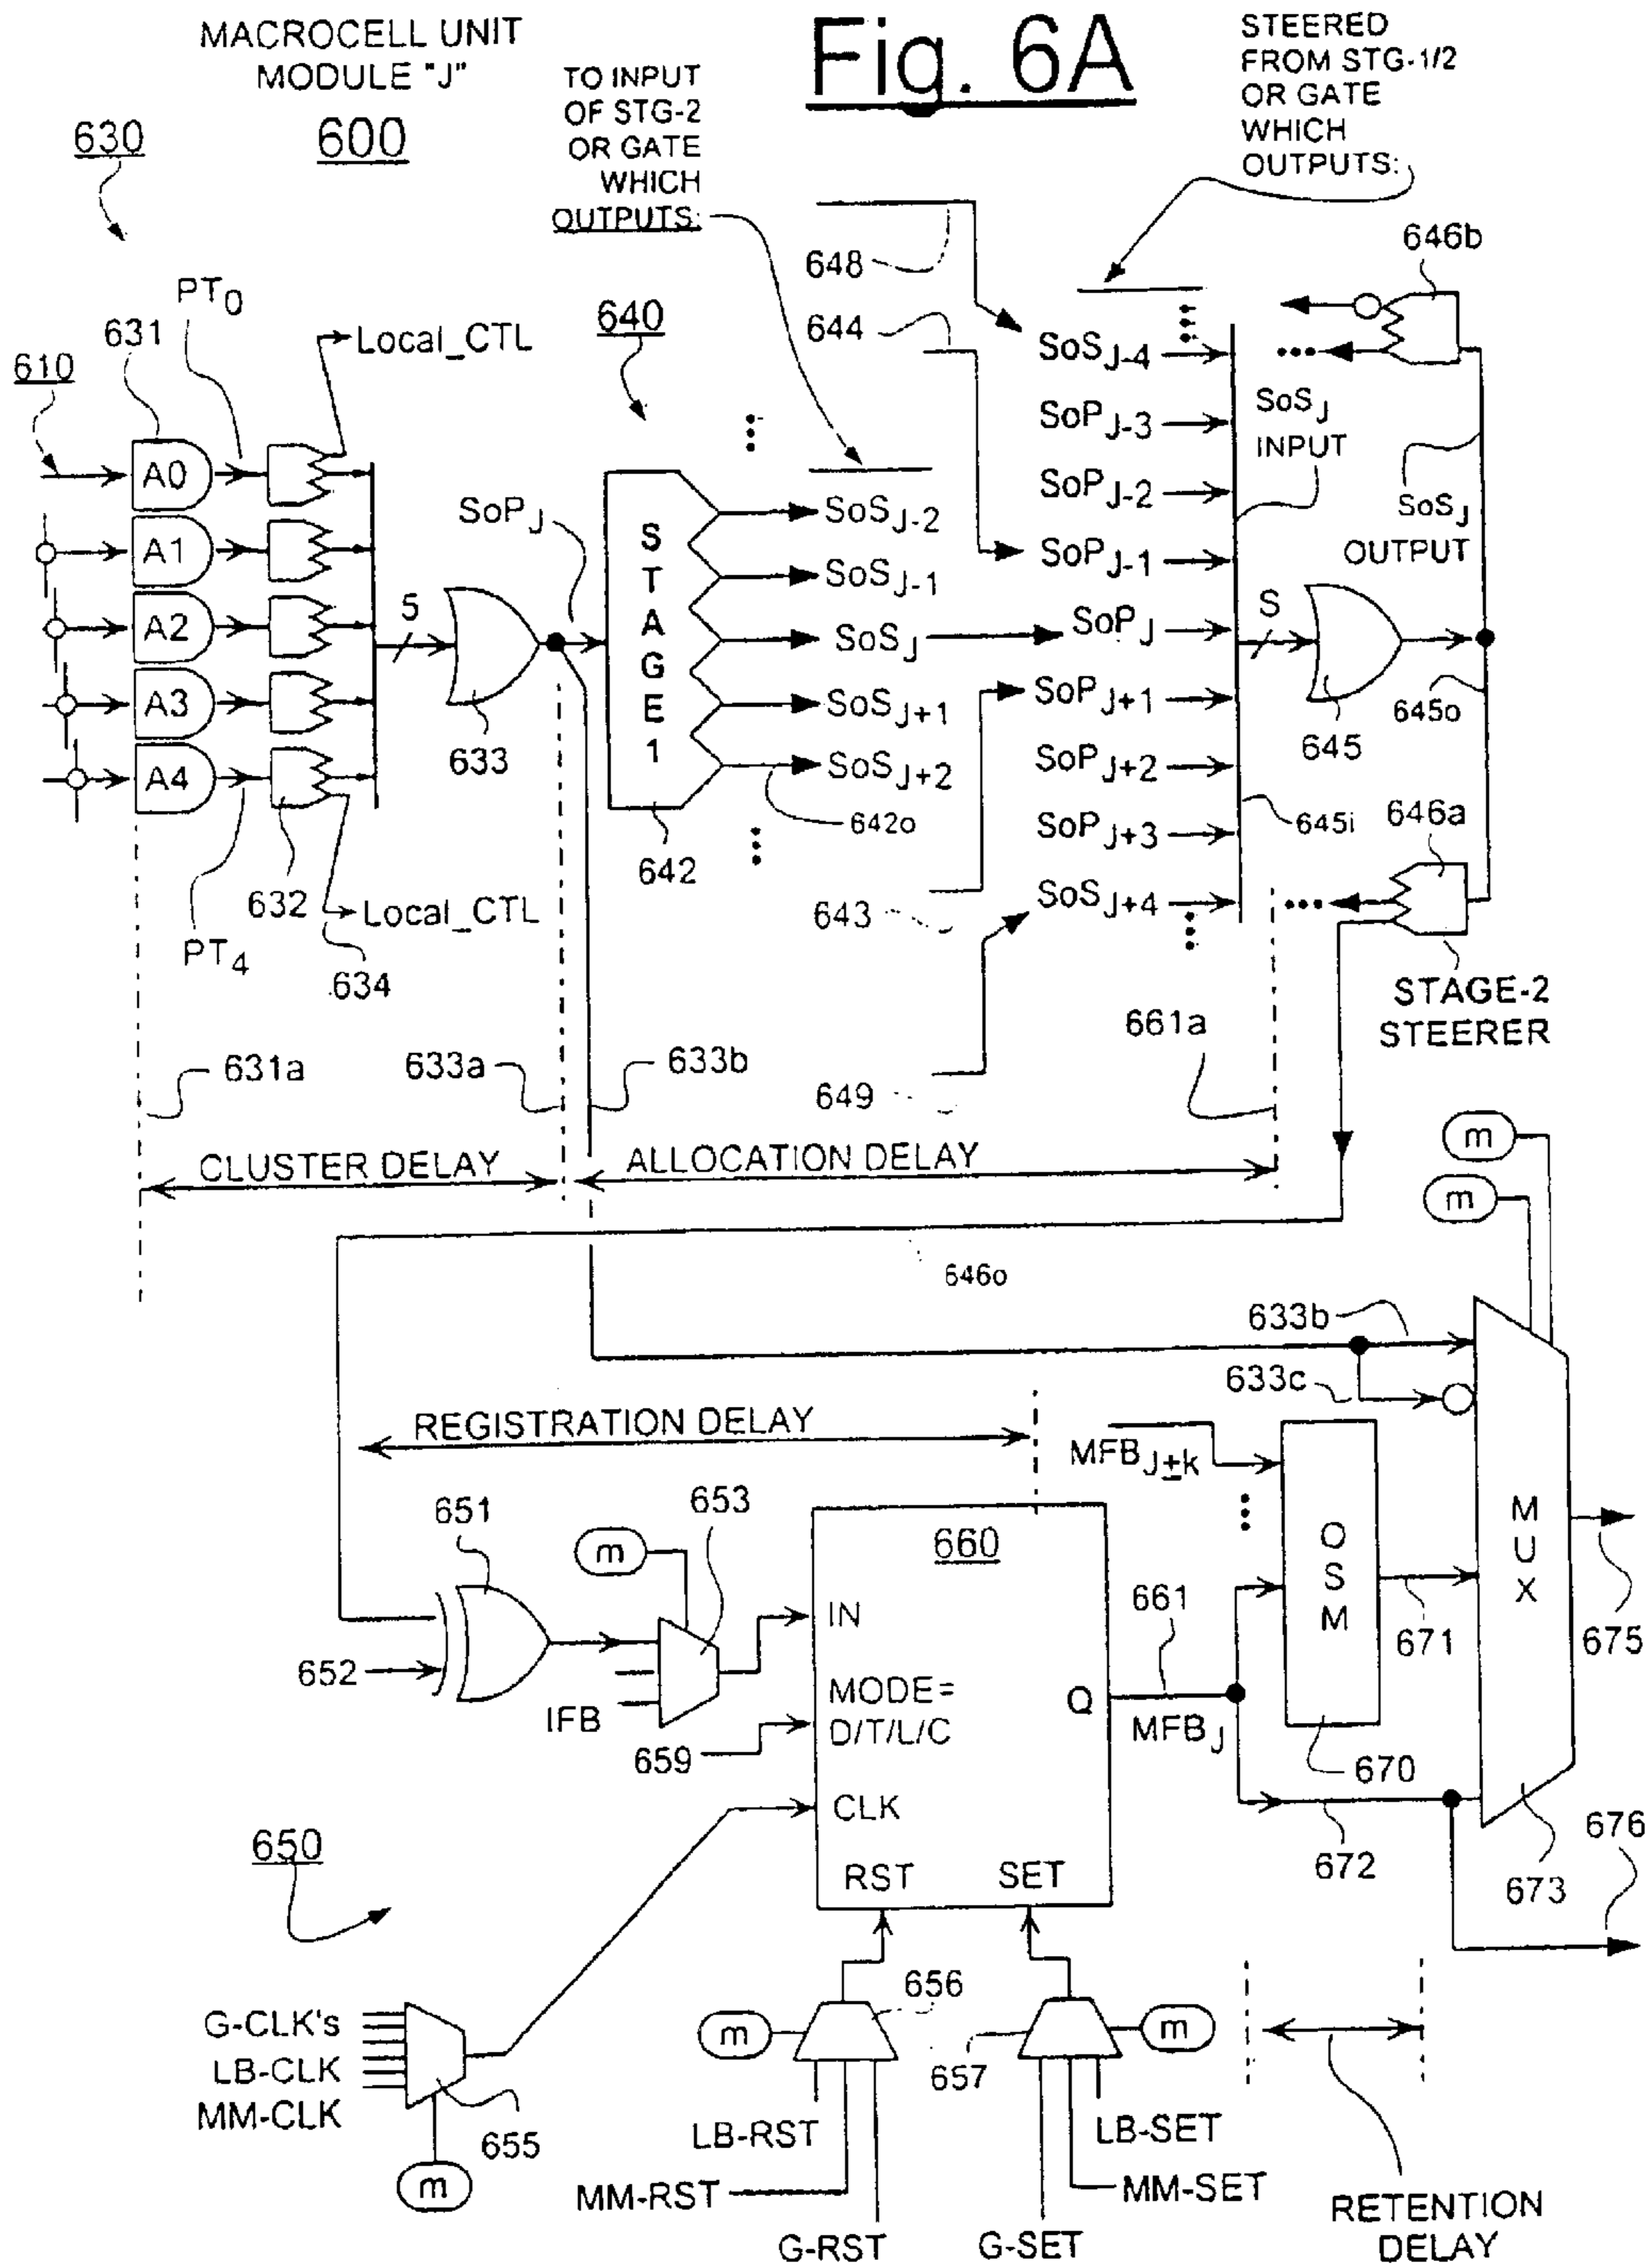 MACROCELL UNIT
MODULE "J"
600
Fig. 6A
TO INPUT
OF STG-2
OR GATE
WHICH
OUTPUTS:
STEERED
FROM STG-1/2
OR GATE
WHICH
OUTPUTS:
630
610
631
PT0
Local_CTL
640
648
644
646b
A0
A1
A2
A3
A4
5
SoPJ
633
STAGE1
SoSJ-2
SoSJ-1
SoSJ
SoSJ+1
SoSJ+2
642o
642
SoSJ-4
SoPJ-3
SoPJ-2
SoPJ-1
SoPJ
SoPJ+1
SoPJ+2
SoPJ+3
SoSJ+4
SoSJ
INPUT
SoSJ
OUTPUT
S
645
645o
645i
646a
643
649
632
Local_CTL
634
PT4
STAGE-2
STEERER
661a
631a
633a
633b
CLUSTER DELAY
ALLOCATION DELAY
m
m
646o
633b
633c
REGISTRATION DELAY
MFBJ±k
651
653
m
660
OSM
MUX
IN
661
671
675
652
IFB
MODE=
D/T/L/C
Q
MFBJ
659
670
CLK
672
673
676
650
RST
SET
656
657
m
m
G-CLK's
LB-CLK
MM-CLK
655
m
LB-RST
MM-RST
G-RST
LB-SET
MM-SET
G-SET
RETENTION
DELAY